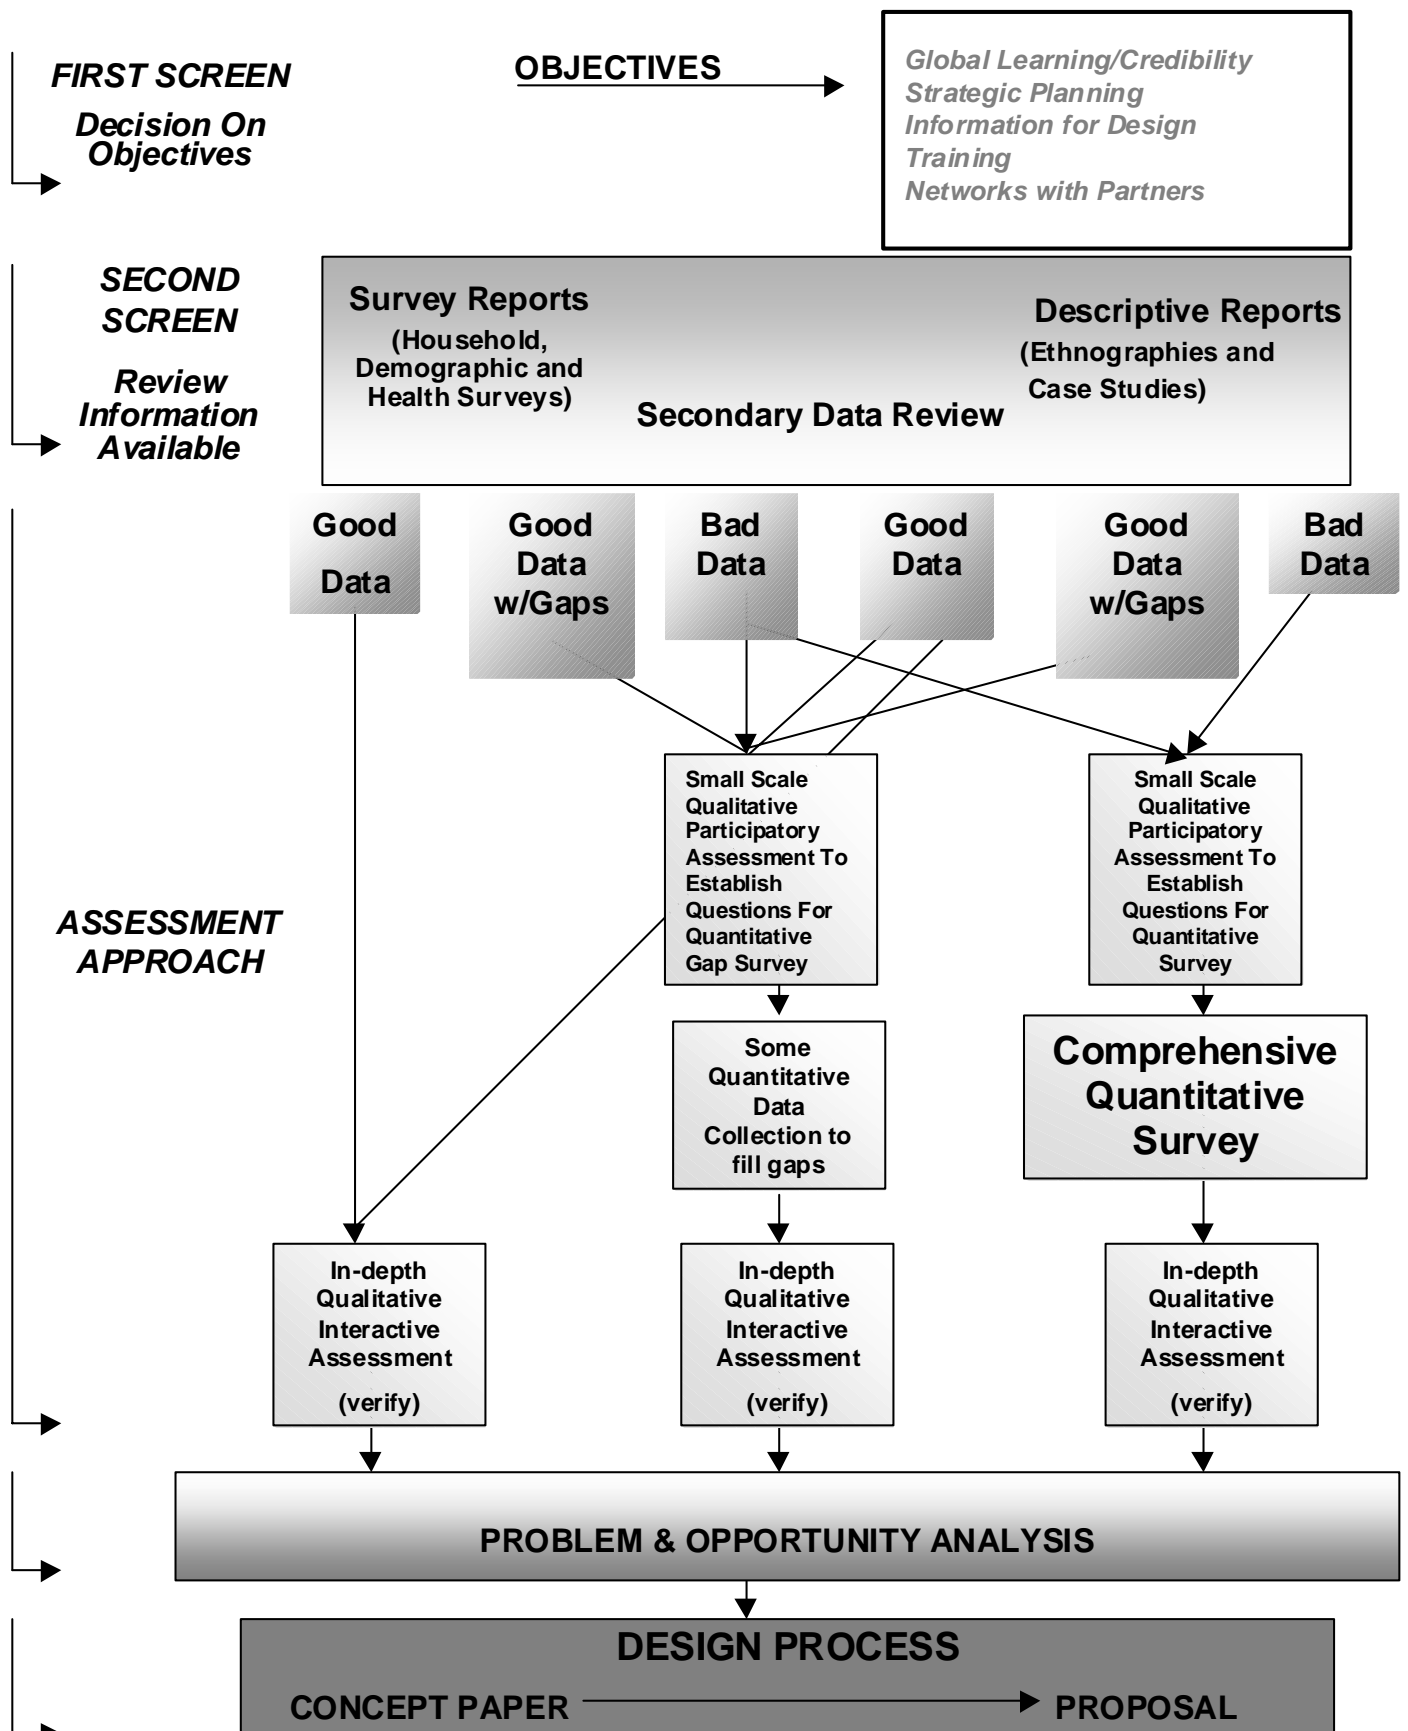 FIRST SCREEN
Decision On
Objectives
OBJECTIVES
Global Learning/Credibility
Strategic Planning
Information for Design
Training
Networks with Partners
SECOND
SCREEN
Review
Information
Available
Survey Reports
(Household,
Demographic and
Health Surveys)
Secondary Data Review
Descriptive Reports
(Ethnographies and
Case Studies)
Good
Data
Good
Data
w/Gaps
Bad
Data
Good
Data
Good
Data
w/Gaps
Bad
Data
ASSESSMENT
APPROACH
Small Scale
Qualitative
Participatory
Assessment To
Establish
Questions For
Quantitative
Gap Survey
Small Scale
Qualitative
Participatory
Assessment To
Establish
Questions For
Quantitative
Survey
Some
Quantitative
Data
Collection to
fill gaps
Comprehensive
Quantitative
Survey
In-depth
Qualitative
Interactive
Assessment
(verify)
In-depth
Qualitative
Interactive
Assessment
(verify)
In-depth
Qualitative
Interactive
Assessment
(verify)
PROBLEM & OPPORTUNITY ANALYSIS
DESIGN PROCESS
CONCEPT PAPER
PROPOSAL